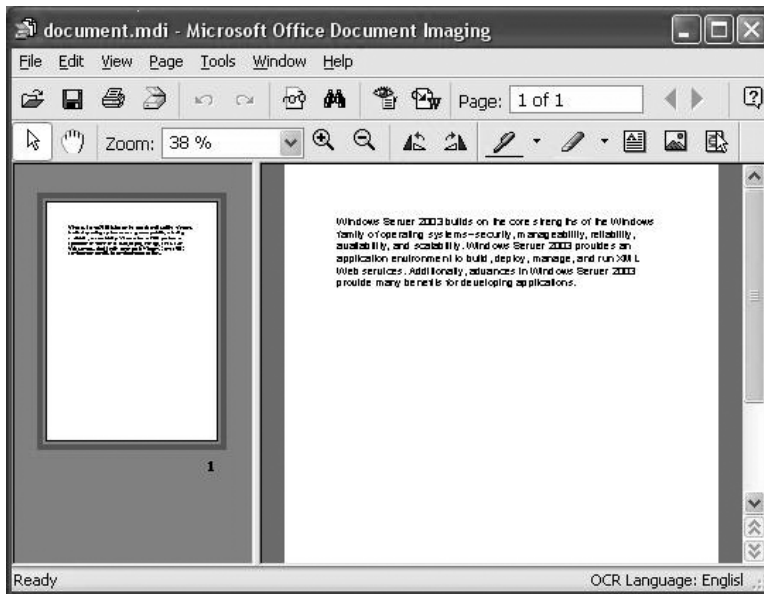 document.mdi - Microsoft Office Document Imaging
File Edit View Page Tools Window Help
Page: 1 of 1
Zoom: 38 %
Windows Server 2003 builds on the core strengths of the Windows
family of operating systems--security, manageability, reliability,
availability, and scalability. Windows Server 2003 provides an
application environment to build, deploy, manage, and run XML
Web services. Additionally, advances in Windows Server 2003
provide many benefits for developing applications.
1
Ready OCR Language: Englisl